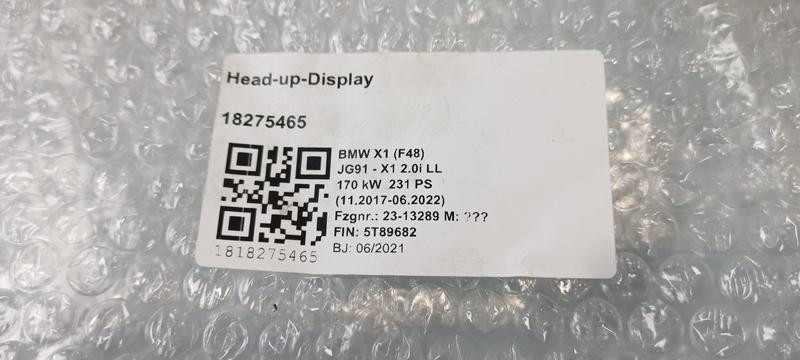 Head-up-Display
18275465
BMW X1 (F48)
JG91 - X1 2.0i LL
170 kW 231 PS
(11.2017-06.2022)
Fzgnr.: 23-13289 M: ???
FIN: 5T89682
BJ: 06/2021
1818275465